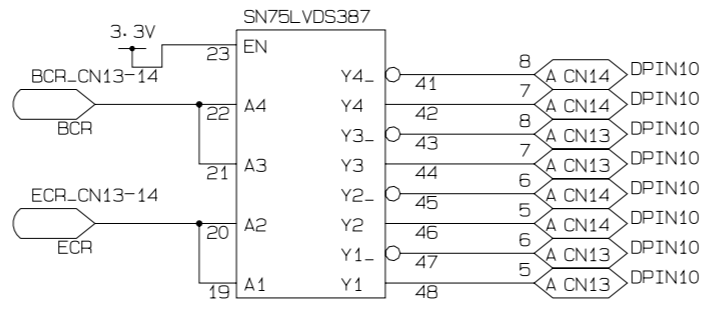 SN75LVDS387
3.3V
23 EN
BCR_CN13-14
8 A CN14 DPIN10
Y4_ 41
7 A CN14 DPIN10
22 A4 Y4 42
BCR
8 A CN13 DPIN10
Y3_ 43
7 A CN13 DPIN10
21 A3 Y3 44
6 A CN14 DPIN10
ECR_CN13-14
Y2_ 45
5 A CN14 DPIN10
20 A2 Y2 46
ECR
6 A CN13 DPIN10
Y1_ 47
5 A CN13 DPIN10
19 A1 Y1 48